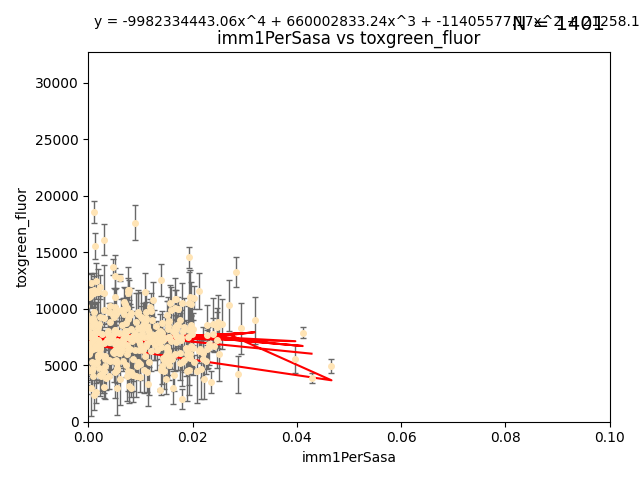 y = -9982334443.06x^4 + 660002833.24x^3 + -11405577.
N = 1401
imm1PerSasa vs toxgreen_fluor
30000
25000
20000
15000
10000
5000
0
toxgreen_fluor
0.00 0.02 0.04 0.06 0.08 0.10
imm1PerSasa